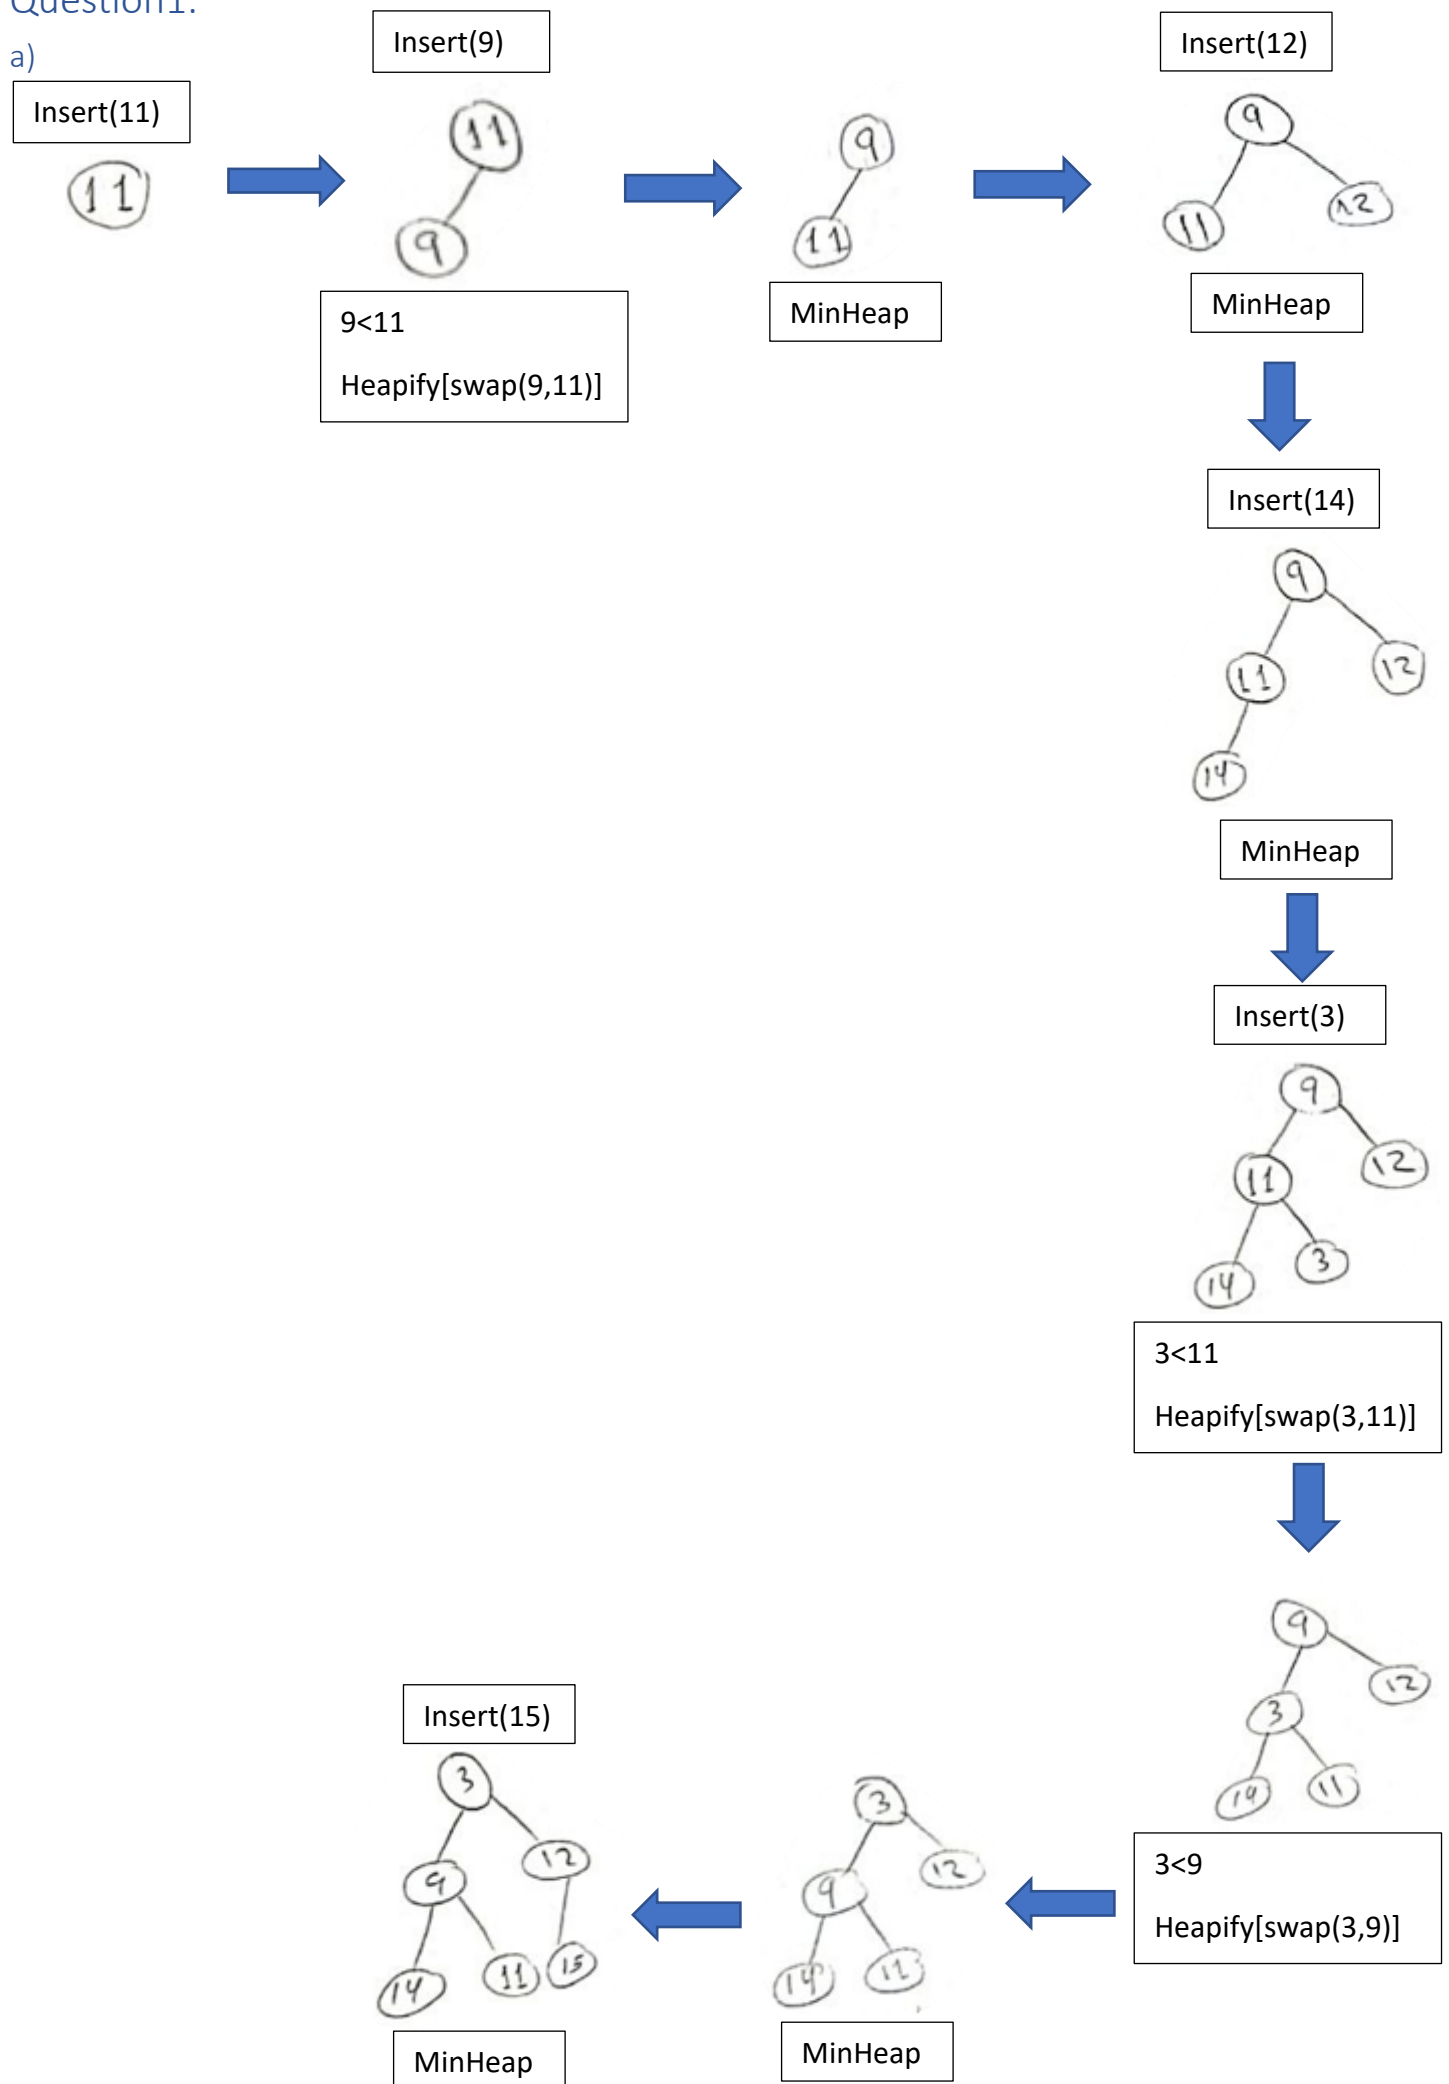 Question1:
a)
Insert(11)
11
Insert(9)
11
9
9<11
Heapify[swap(9,11)]
9
11
MinHeap
Insert(12)
9
11 12
MinHeap
Insert(14)
9
11 12
14
MinHeap
Insert(3)
9
11 12
14 3
3<11
Heapify[swap(3,11)]
9
3 12
14 11
3<9
Heapify[swap(3,9)]
3
9 12
14 11
MinHeap
Insert(15)
3
9 12
14 11 15
MinHeap